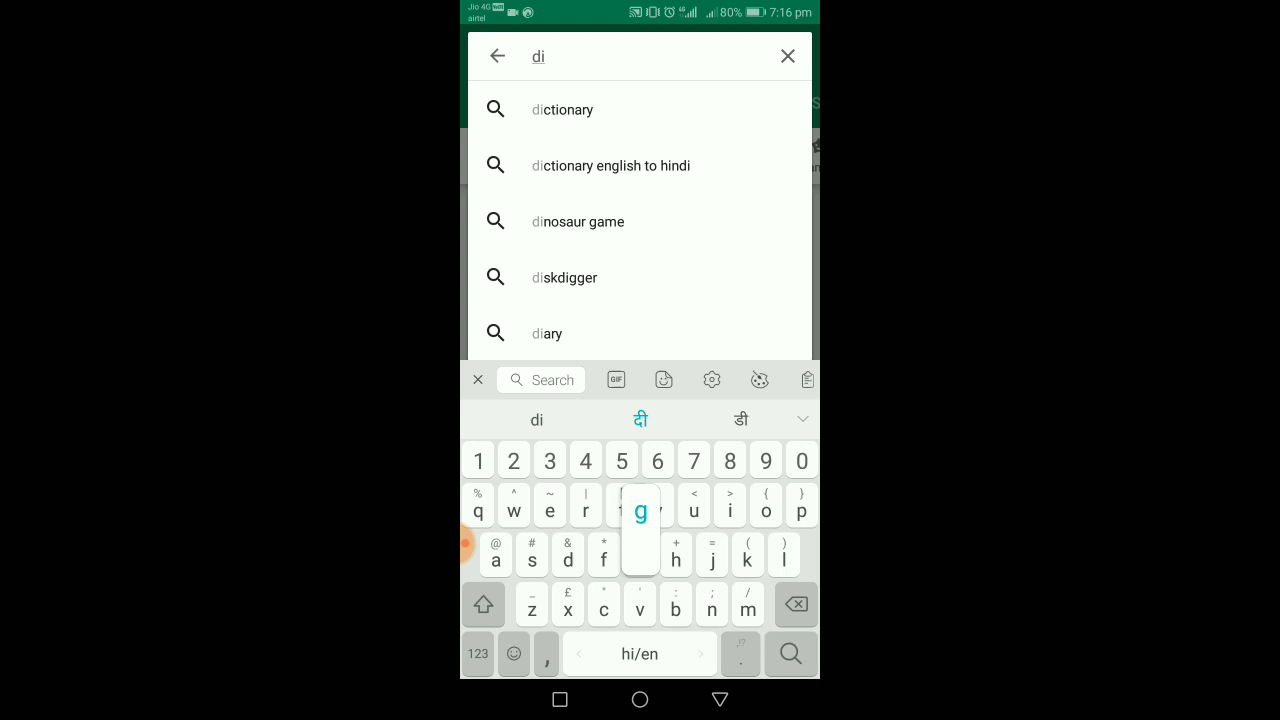 Jio 4G VoWiFi
airtel
80% 7:16 pm
di
dictionary
dictionary english to hindi
dinosaur game
diskdigger
diary
Search GIF
di दी डी
1 2 3 4 5 6 7 8 9 0
% ^ ~ | < > { }
q w e r u i o p
g
@ # & * + = ( )
a s d f h j k l
_ £ " ' : ; /
z x c v b n m
123 , hi/en ,!? .